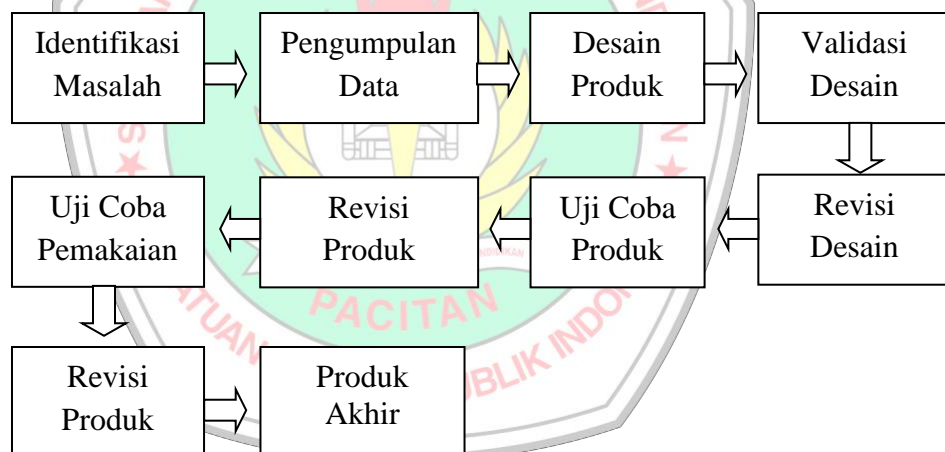 Identifikasi
Masalah
Pengumpulan
Data
Desain
Produk
Validasi
Desain
Uji Coba
Pemakaian
Revisi
Produk
Uji Coba
Produk
Revisi
Desain
PACITAN
Revisi
Produk
Produk
Akhir